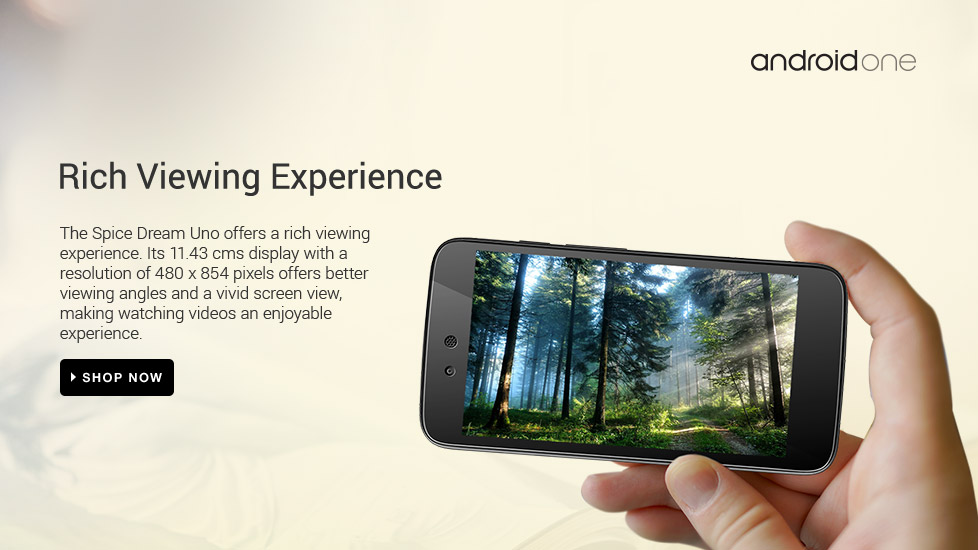 androidone
Rich Viewing Experience
The Spice Dream Uno offers a rich viewing
experience. Its 11.43 cms display with a
resolution of 480 x 854 pixels offers better
viewing angles and a vivid screen view,
making watching videos an enjoyable
experience.
SHOP NOW